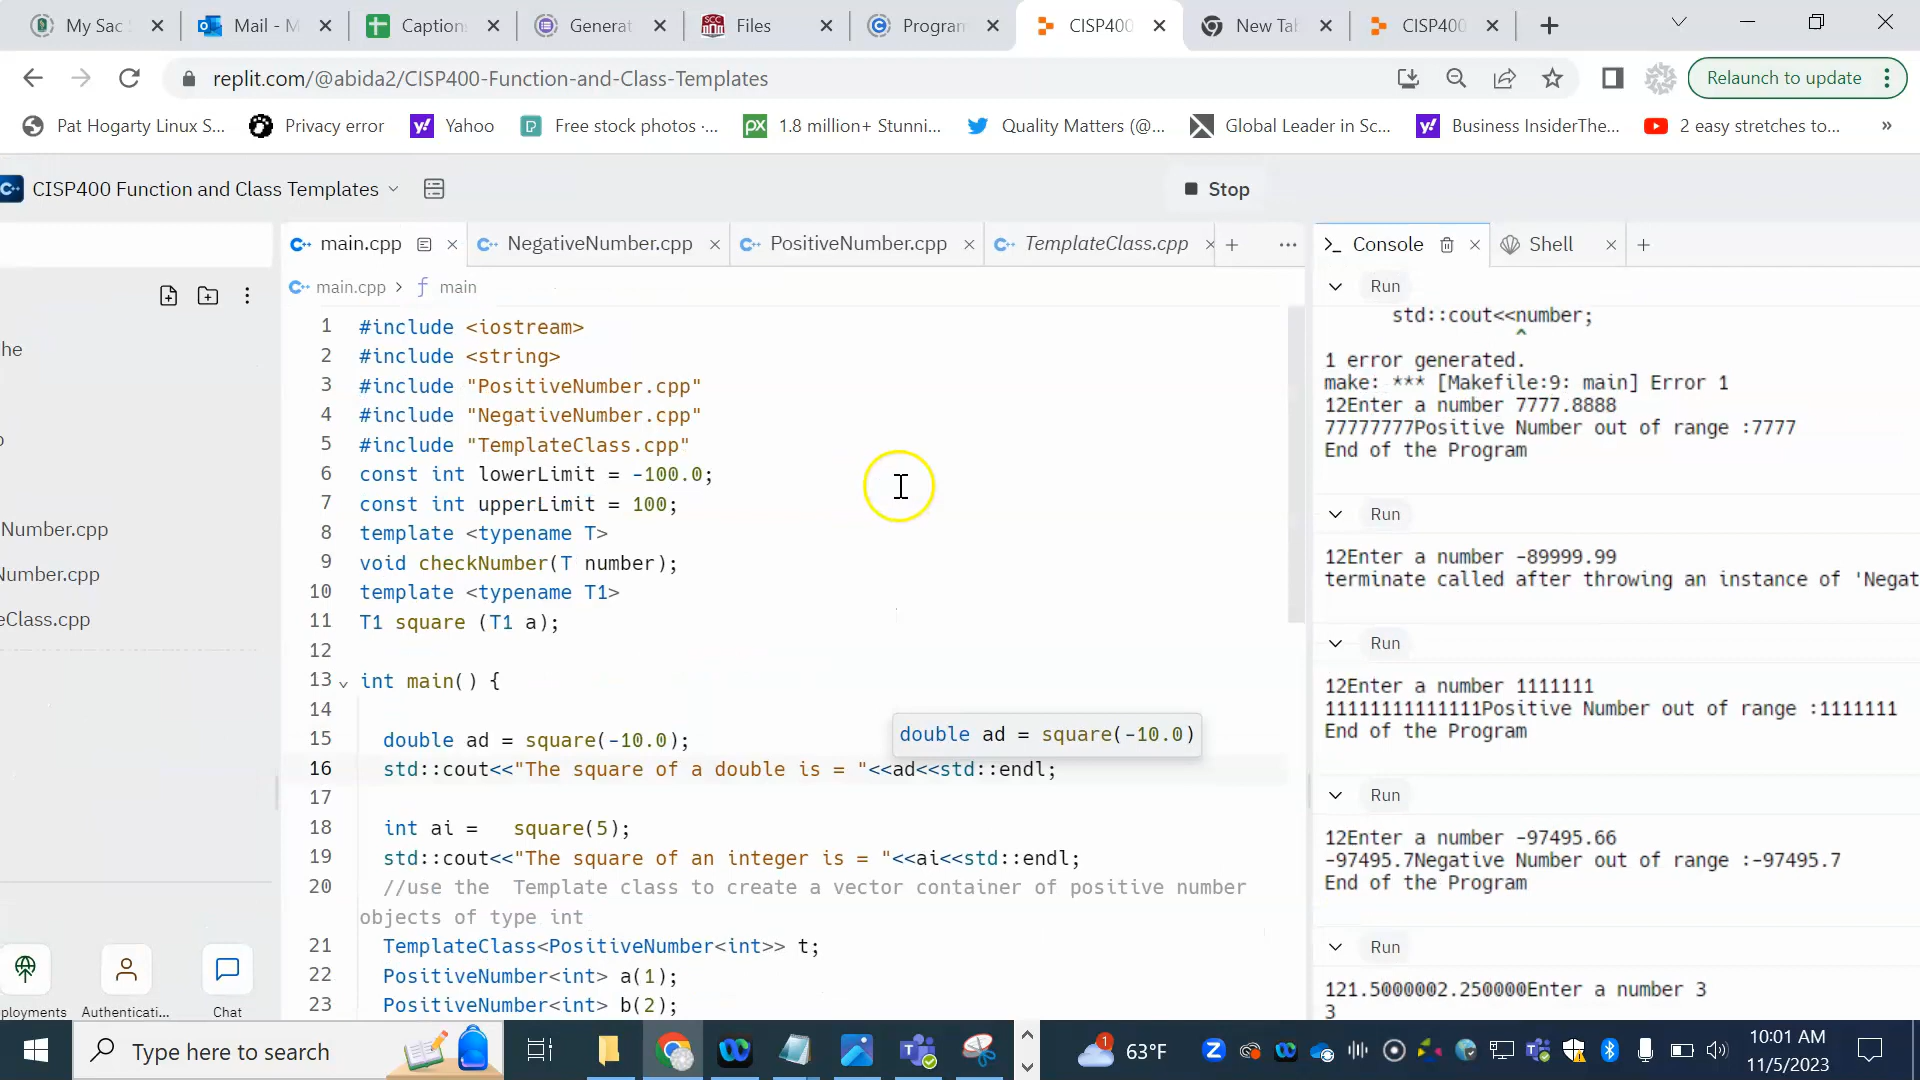 My Sac
Mail - M
Caption
Generat
Files
Program
CISP400
New Tab
CISP400
replit.com/@abida2/CISP400-Function-and-Class-Templates
Relaunch to update
Pat Hogarty Linux S...
Privacy error
Yahoo
Free stock photos -...
1.8 million+ Stunni...
Quality Matters (@...
Global Leader in Sc...
Business InsiderThe...
2 easy stretches to...
»
CISP400 Function and Class Templates
Stop
main.cpp
NegativeNumber.cpp
PositiveNumber.cpp
TemplateClass.cpp
Console
Shell
main.cpp > f main
he
Number.cpp
Number.cpp
eClass.cpp
1 #include <iostream>
2 #include <string>
3 #include "PositiveNumber.cpp"
4 #include "NegativeNumber.cpp"
5 #include "TemplateClass.cpp"
6 const int lowerLimit = -100.0;
7 const int upperLimit = 100;
8 template <typename T>
9 void checkNumber(T number);
10 template <typename T1>
11 T1 square (T1 a);
12
13 int main() {
14
double ad = square(-10.0)
15 double ad = square(-10.0);
16 std::cout<<"The square of a double is = "<<ad<<std::endl;
17
18 int ai =   square(5);
19 std::cout<<"The square of an integer is = "<<ai<<std::endl;
20 //use the  Template class to create a vector container of positive number
objects of type int
21 TemplateClass<PositiveNumber<int>> t;
22 PositiveNumber<int> a(1);
23 PositiveNumber<int> b(2);
Run
std::cout<<number;
^
1 error generated.
make: *** [Makefile:9: main] Error 1
12Enter a number 7777.8888
77777777Positive Number out of range :7777
End of the Program
Run
12Enter a number -89999.99
terminate called after throwing an instance of 'Negat
Run
12Enter a number 1111111
11111111111111Positive Number out of range :1111111
End of the Program
Run
12Enter a number -97495.66
-97495.7Negative Number out of range :-97495.7
End of the Program
Run
121.5000002.250000Enter a number 3
3
ployments
Authenticati...
Chat
Type here to search
63°F
10:01 AM
11/5/2023